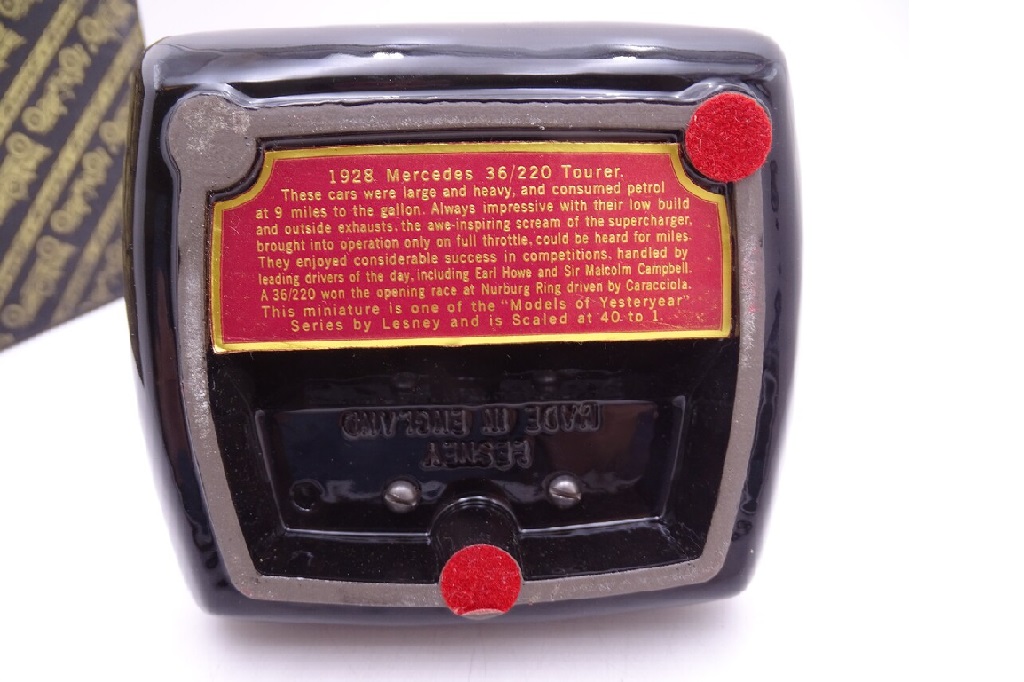 1928 Mercedes 36/220 Tourer.
These cars were large and heavy, and consumed petrol
at 9 miles to the gallon. Always impressive with their low build
and outside exhausts, the awe-inspiring scream of the supercharger,
brought into operation only on full throttle, could be heard for miles.
They enjoyed considerable success in competitions, handled by
leading drivers of the day, including Earl Howe and Sir Malcolm Campbell.
A 36/220 won the opening race at Nurburg Ring driven by Caracciola.
This miniature is one of the "Models of Yesteryear"
Series by Lesney and is Scaled at 40 to 1.
MADE IN ENGLAND
LESNEY